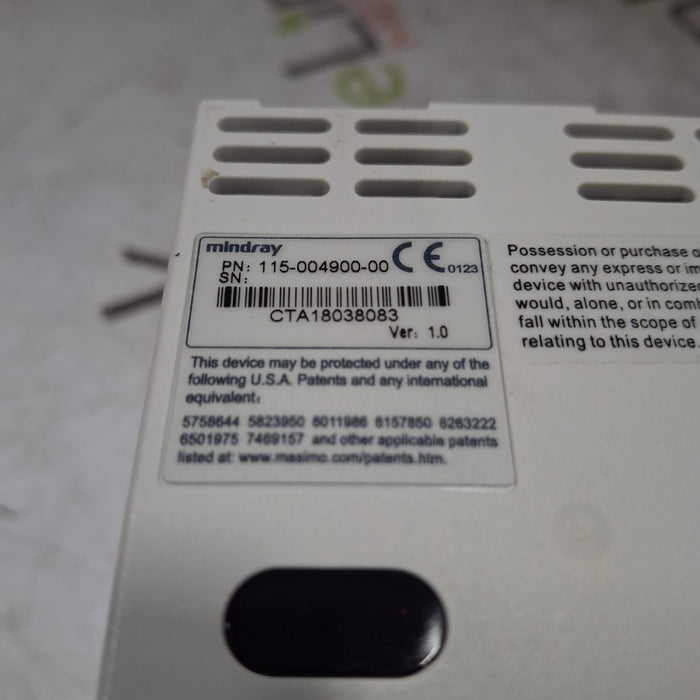 mindray
PN: 115-004900-00
CE 0123
SN:
CTA18038083
Ver: 1.0
This device may be protected under any of the
following U.S.A. Patents and any international
equivalent:
5758644 5823950 6011986 6157850 6263222
6501975 7469157 and other applicable patents
listed at: www.masimo.com/patents.htm.
Possession or purchase o
convey any express or im
device with unauthorize
would, alone, or in com
fall within the scope of
relating to this device.